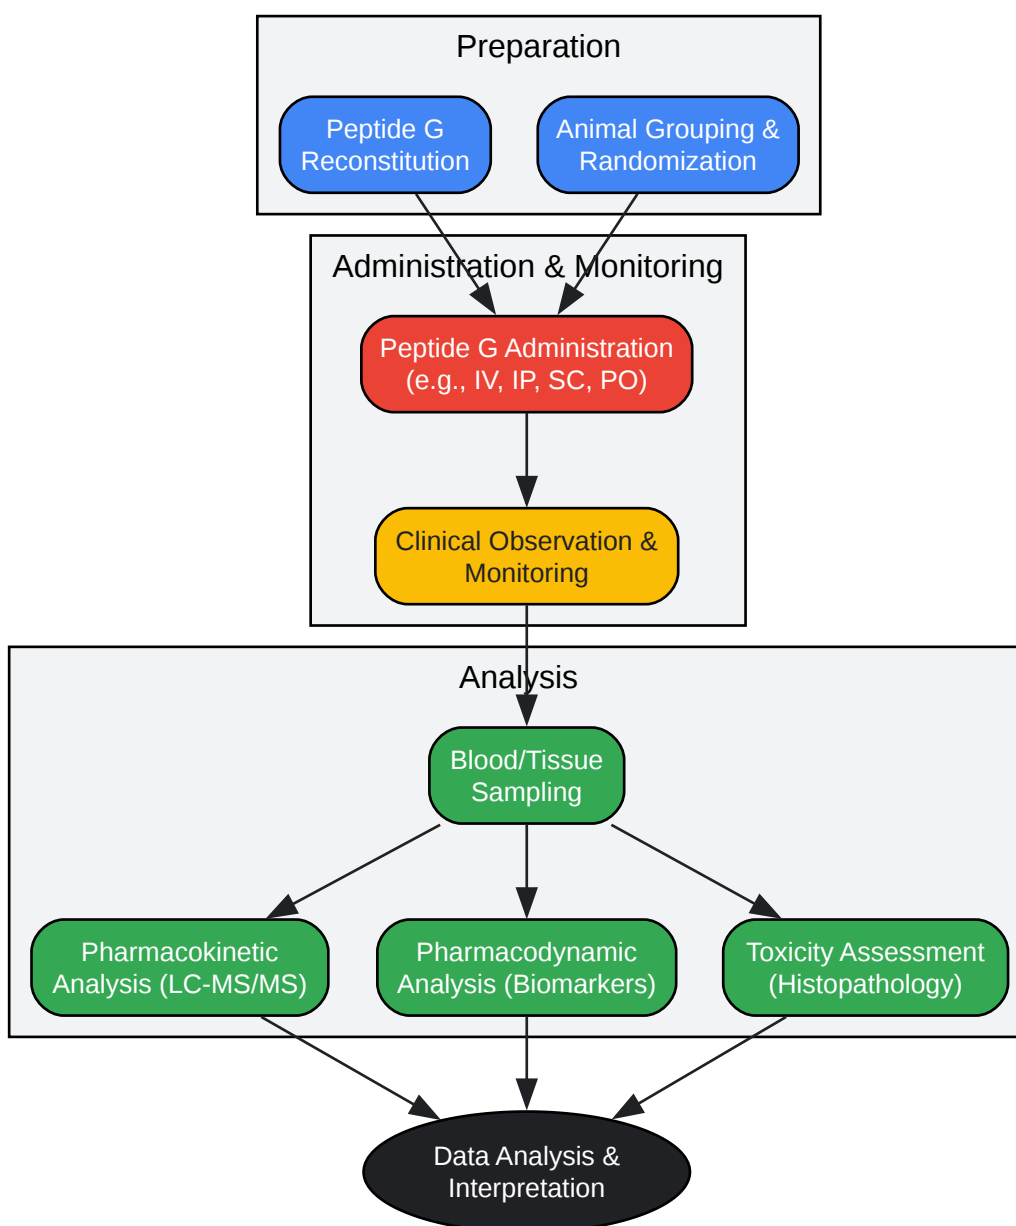 Preparation
Peptide G
Reconstitution
Animal Grouping &
Randomization
Administration & Monitoring
Peptide G Administration
(e.g., IV, IP, SC, PO)
Clinical Observation &
Monitoring
Analysis
Blood/Tissue
Sampling
Pharmacokinetic
Analysis (LC-MS/MS)
Pharmacodynamic
Analysis (Biomarkers)
Toxicity Assessment
(Histopathology)
Data Analysis &
Interpretation